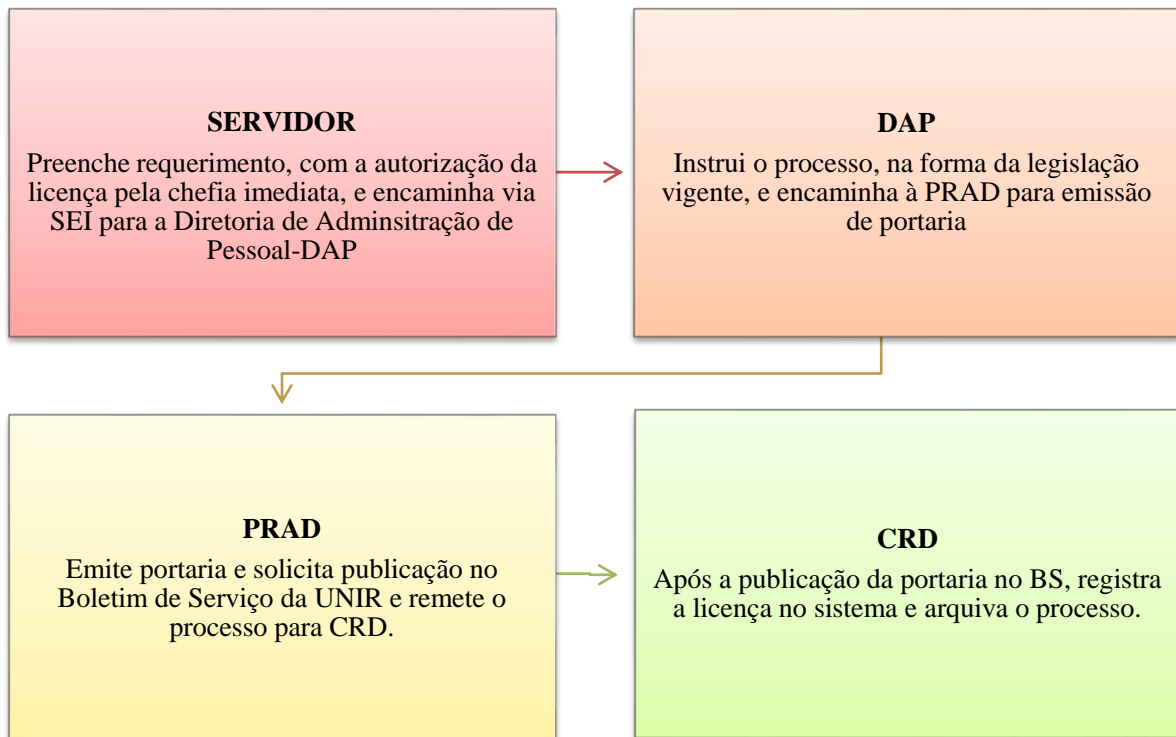 SERVIDOR
Preenche requerimento, com a autorização da
licença pela chefia imediata, e encaminha via
SEI para a Diretoria de Adminsitração de
Pessoal-DAP
DAP
Instrui o processo, na forma da legislação
vigente, e encaminha à PRAD para emissão
de portaria
PRAD
Emite portaria e solicita publicação no
Boletim de Serviço da UNIR e remete o
processo para CRD.
CRD
Após a publicação da portaria no BS, registra
a licença no sistema e arquiva o processo.